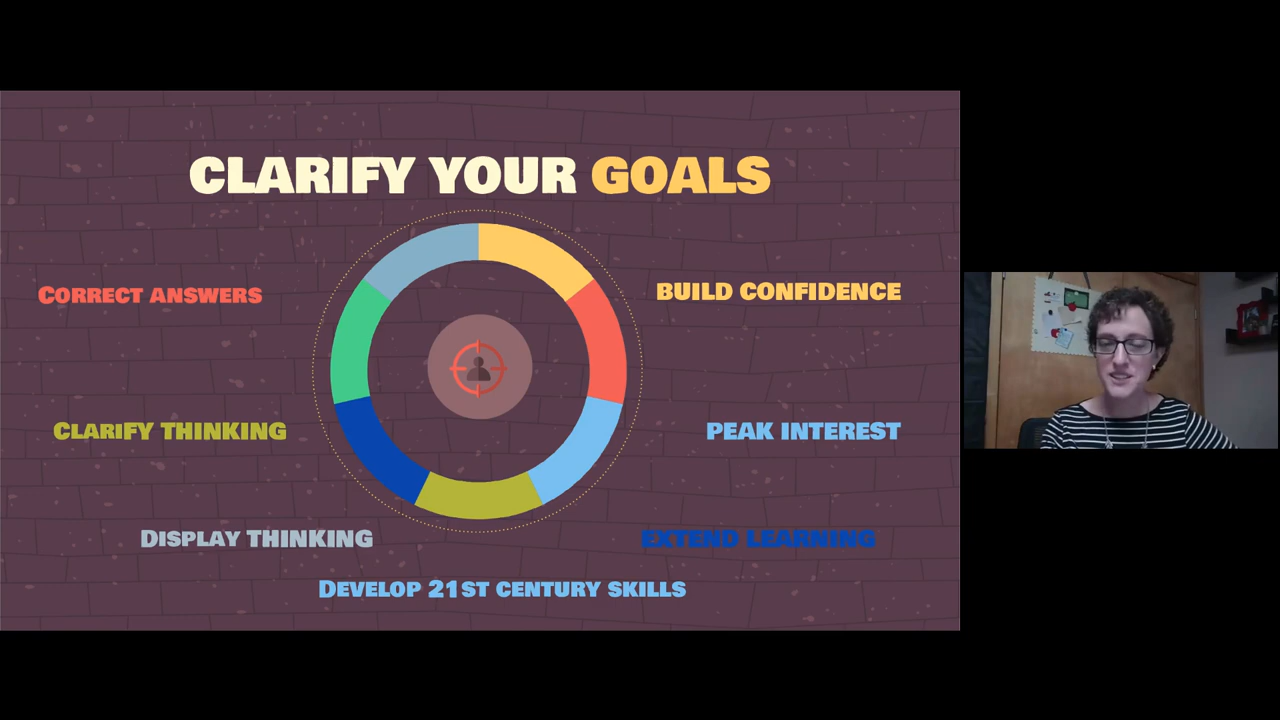 CLARIFY YOUR GOALS
CORRECT ANSWERS
BUILD CONFIDENCE
CLARIFY THINKING
PEAK INTEREST
DISPLAY THINKING
EXTEND LEARNING
DEVELOP 21ST CENTURY SKILLS